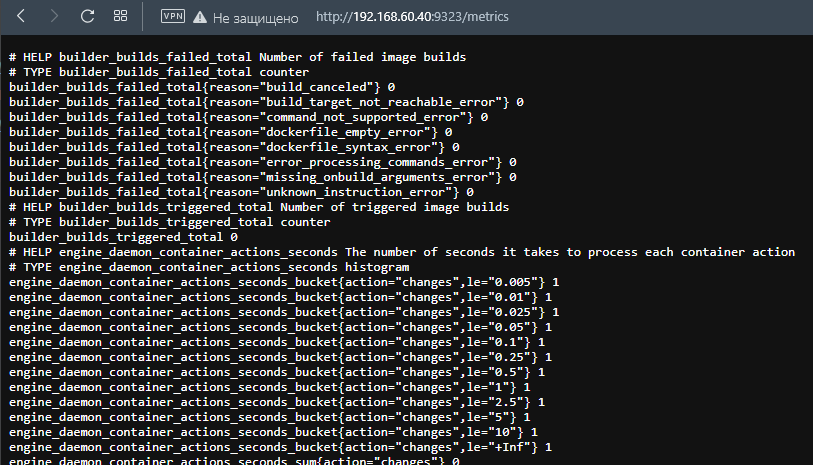 VPN Не защищено http://192.168.60.40:9323/metrics
# HELP builder_builds_failed_total Number of failed image builds
# TYPE builder_builds_failed_total counter
builder_builds_failed_total{reason="build_canceled"} 0
builder_builds_failed_total{reason="build_target_not_reachable_error"} 0
builder_builds_failed_total{reason="command_not_supported_error"} 0
builder_builds_failed_total{reason="dockerfile_empty_error"} 0
builder_builds_failed_total{reason="dockerfile_syntax_error"} 0
builder_builds_failed_total{reason="error_processing_commands_error"} 0
builder_builds_failed_total{reason="missing_onbuild_arguments_error"} 0
builder_builds_failed_total{reason="unknown_instruction_error"} 0
# HELP builder_builds_triggered_total Number of triggered image builds
# TYPE builder_builds_triggered_total counter
builder_builds_triggered_total 0
# HELP engine_daemon_container_actions_seconds The number of seconds it takes to process each container action
# TYPE engine_daemon_container_actions_seconds histogram
engine_daemon_container_actions_seconds_bucket{action="changes",le="0.005"} 1
engine_daemon_container_actions_seconds_bucket{action="changes",le="0.01"} 1
engine_daemon_container_actions_seconds_bucket{action="changes",le="0.025"} 1
engine_daemon_container_actions_seconds_bucket{action="changes",le="0.05"} 1
engine_daemon_container_actions_seconds_bucket{action="changes",le="0.1"} 1
engine_daemon_container_actions_seconds_bucket{action="changes",le="0.25"} 1
engine_daemon_container_actions_seconds_bucket{action="changes",le="0.5"} 1
engine_daemon_container_actions_seconds_bucket{action="changes",le="1"} 1
engine_daemon_container_actions_seconds_bucket{action="changes",le="2.5"} 1
engine_daemon_container_actions_seconds_bucket{action="changes",le="5"} 1
engine_daemon_container_actions_seconds_bucket{action="changes",le="10"} 1
engine_daemon_container_actions_seconds_bucket{action="changes",le="+Inf"} 1
engine_daemon_container_actions_seconds_sum{action="changes"} 0